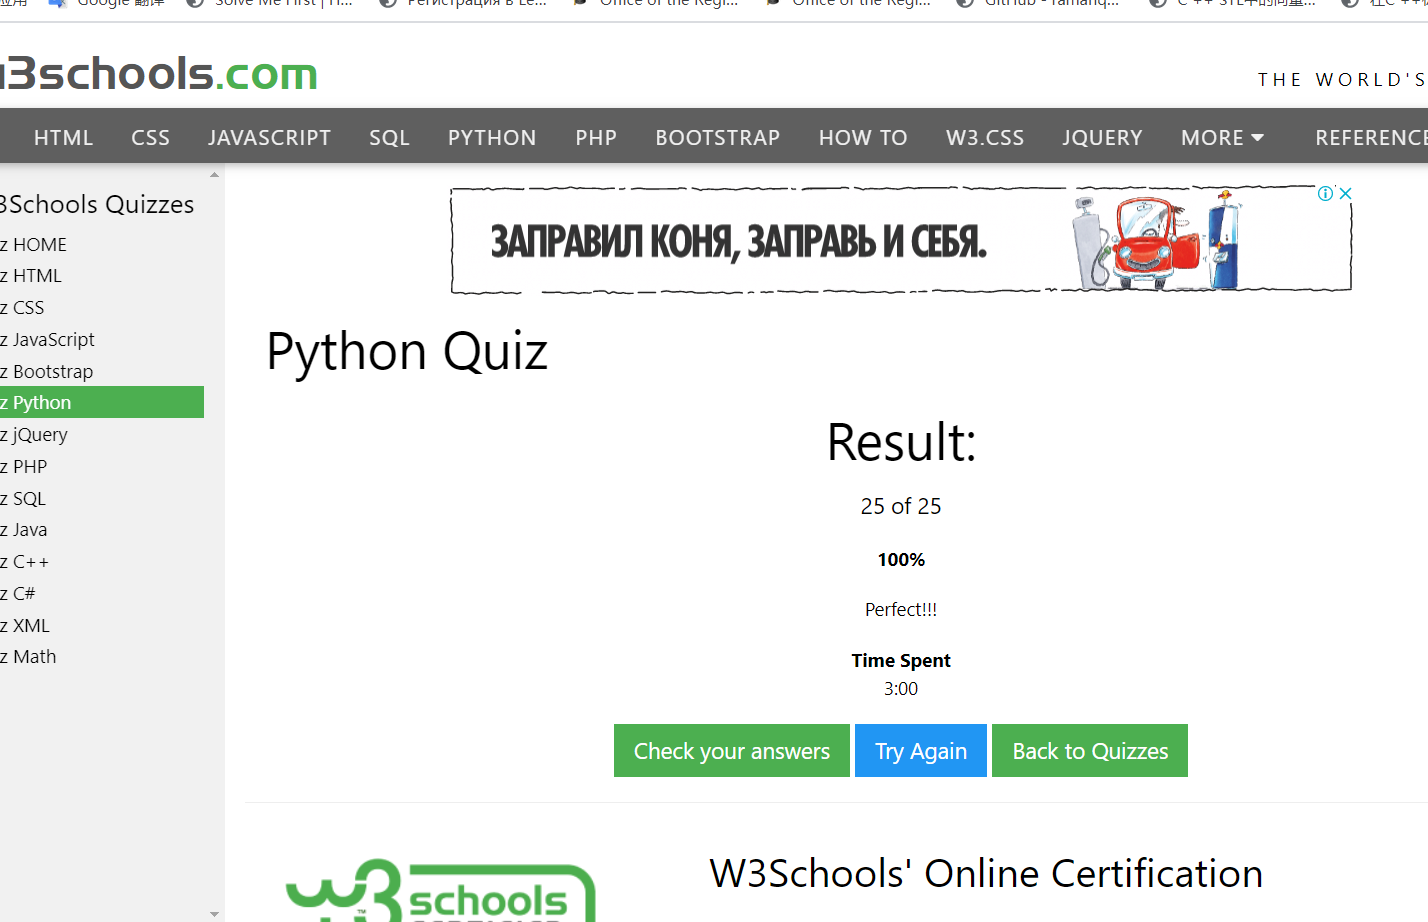 应用 Google 翻译 Solve Me First | H... Регистрация в Le... Office of the Regi... Office of the Regi... GitHub - Yamanq... C ++ STL中的向量... 在C ++
3schools.com
THE WORLD'S
HTML CSS JAVASCRIPT SQL PYTHON PHP BOOTSTRAP HOW TO W3.CSS JQUERY MORE REFERENCE
3Schools Quizzes
z HOME
z HTML
z CSS
z JavaScript
z Bootstrap
z Python
z jQuery
z PHP
z SQL
z Java
z C++
z C#
z XML
z Math
ЗАПРАВИЛ КОНЯ, ЗАПРАВЬ И СЕБЯ.
Python Quiz
Result:
25 of 25
100%
Perfect!!!
Time Spent
3:00
Check your answers Try Again Back to Quizzes
w3schools
TM
W3Schools' Online Certification